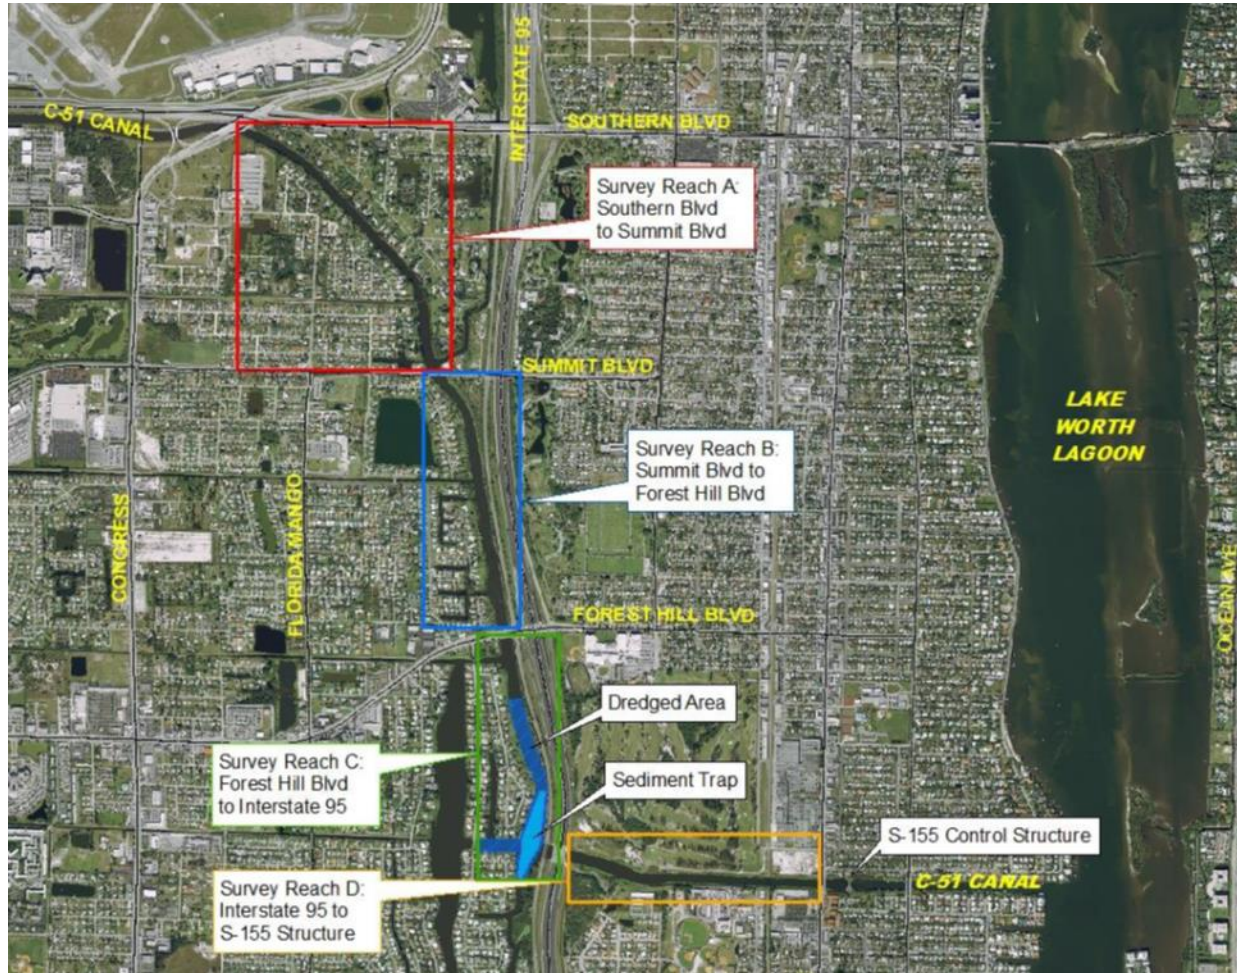 C-51 CANAL
INTERSTATE 95
SOUTHERN BLVD
Survey Reach A:
Southern Blvd
to Summit Blvd
SUMMIT BLVD
LAKE
WORTH
LAGOON
Survey Reach B:
Summit Blvd to
Forest Hill Blvd
CONGRESS
FLORIDA MANGO
OCEAN AVE
FOREST HILL BLVD
Dredged Area
Survey Reach C:
Forest Hill Blvd
to Interstate 95
Sediment Trap
S-155 Control Structure
Survey Reach D:
Interstate 95 to
S-155 Structure
C-51 CANAL